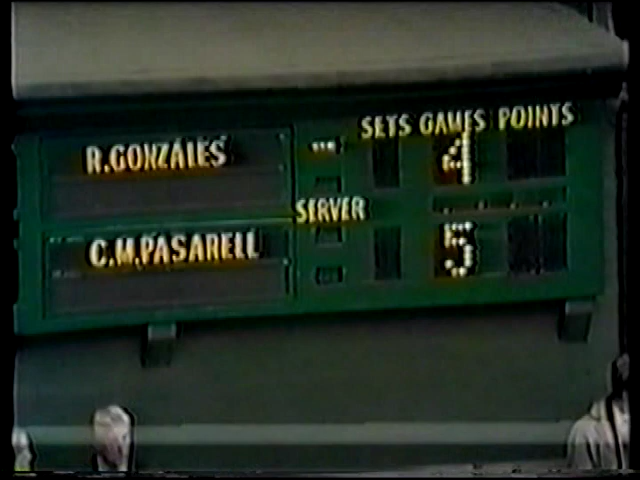 SETS GAMES POINTS
R.GONZALES 4
SERVER
C.M.PASARELL 5